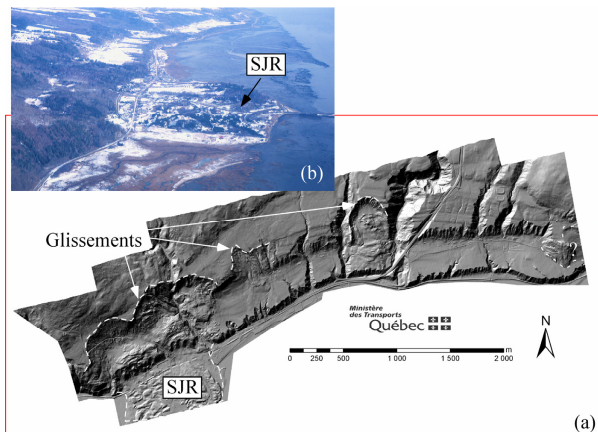 SJR
(b)
Glissements
Ministère
des Transports
Québec
N
0 250 500 1 000 1 500 2 000
m
SJR
(a)